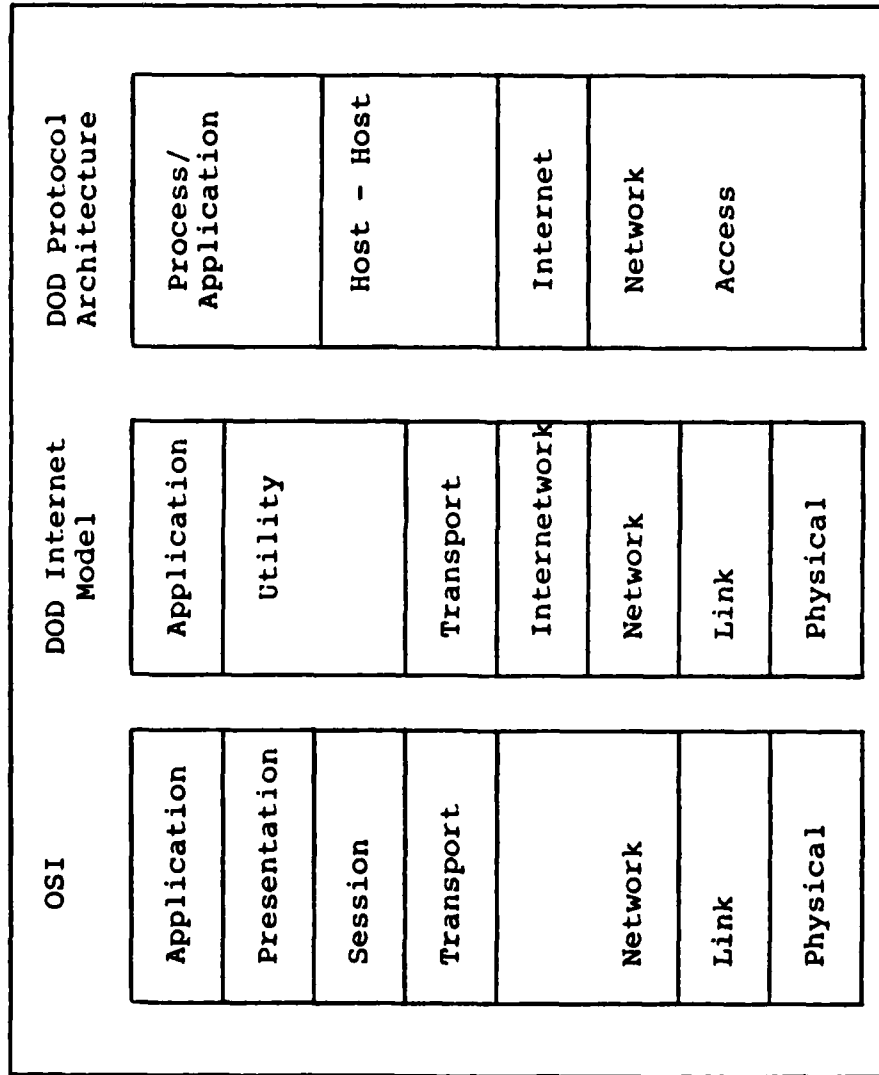 OSI
Application
Presentation
Session
Transport
Network
Link
Physical
DOD Internet
Model
Application
Utility
Transport
Internetwork
Network
Link
Physical
DOD Protocol
Architecture
Process/
Application
Host - Host
Internet
Network
Access